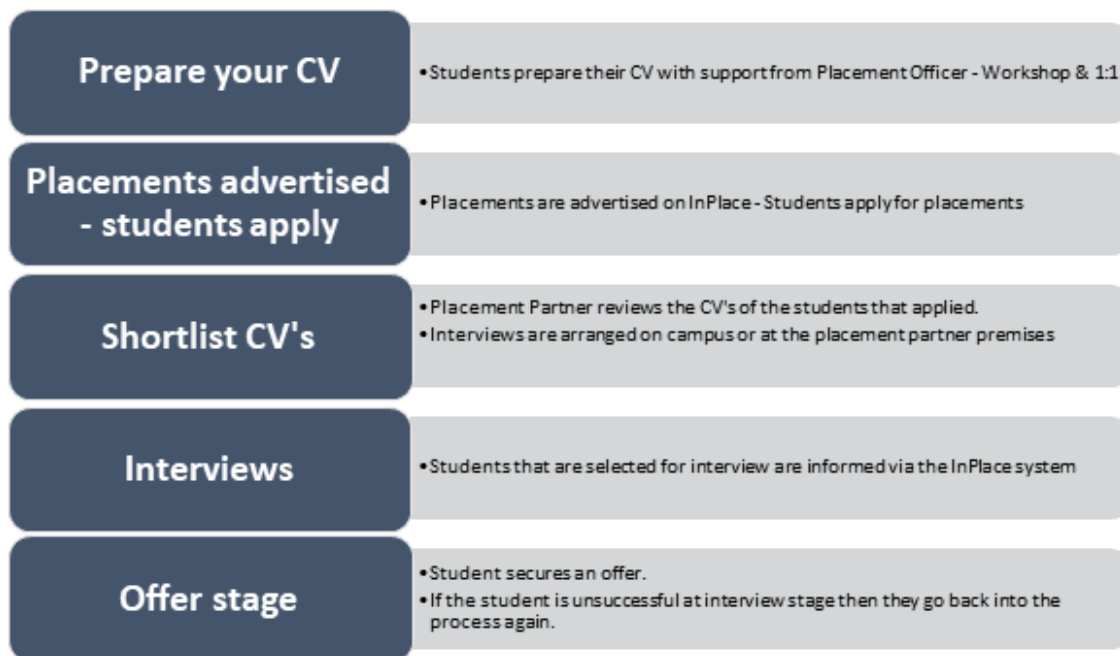 Prepare your CV
•Students prepare their CV with support from Placement Officer - Workshop & 1:1
Placements advertised
- students apply
•Placements are advertised on InPlace - Students apply for placements
Shortlist CV's
•Placement Partner reviews the CV's of the students that applied.
•Interviews are arranged on campus or at the placement partner premises
Interviews
•Students that are selected for interview are informed via the InPlace system
Offer stage
•Student secures an offer.
•If the student is unsuccessful at interview stage then they go back into the
process again.